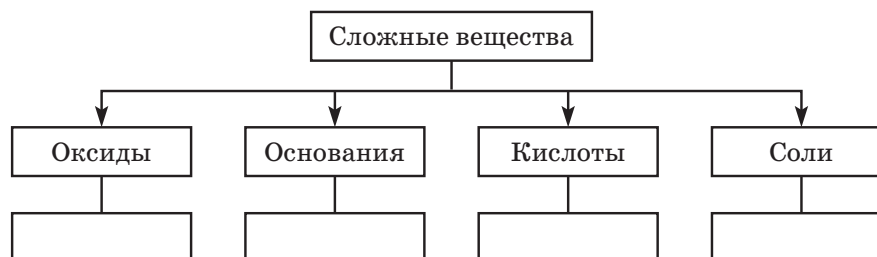 Сложные вещества
Оксиды
Основания
Кислоты
Соли